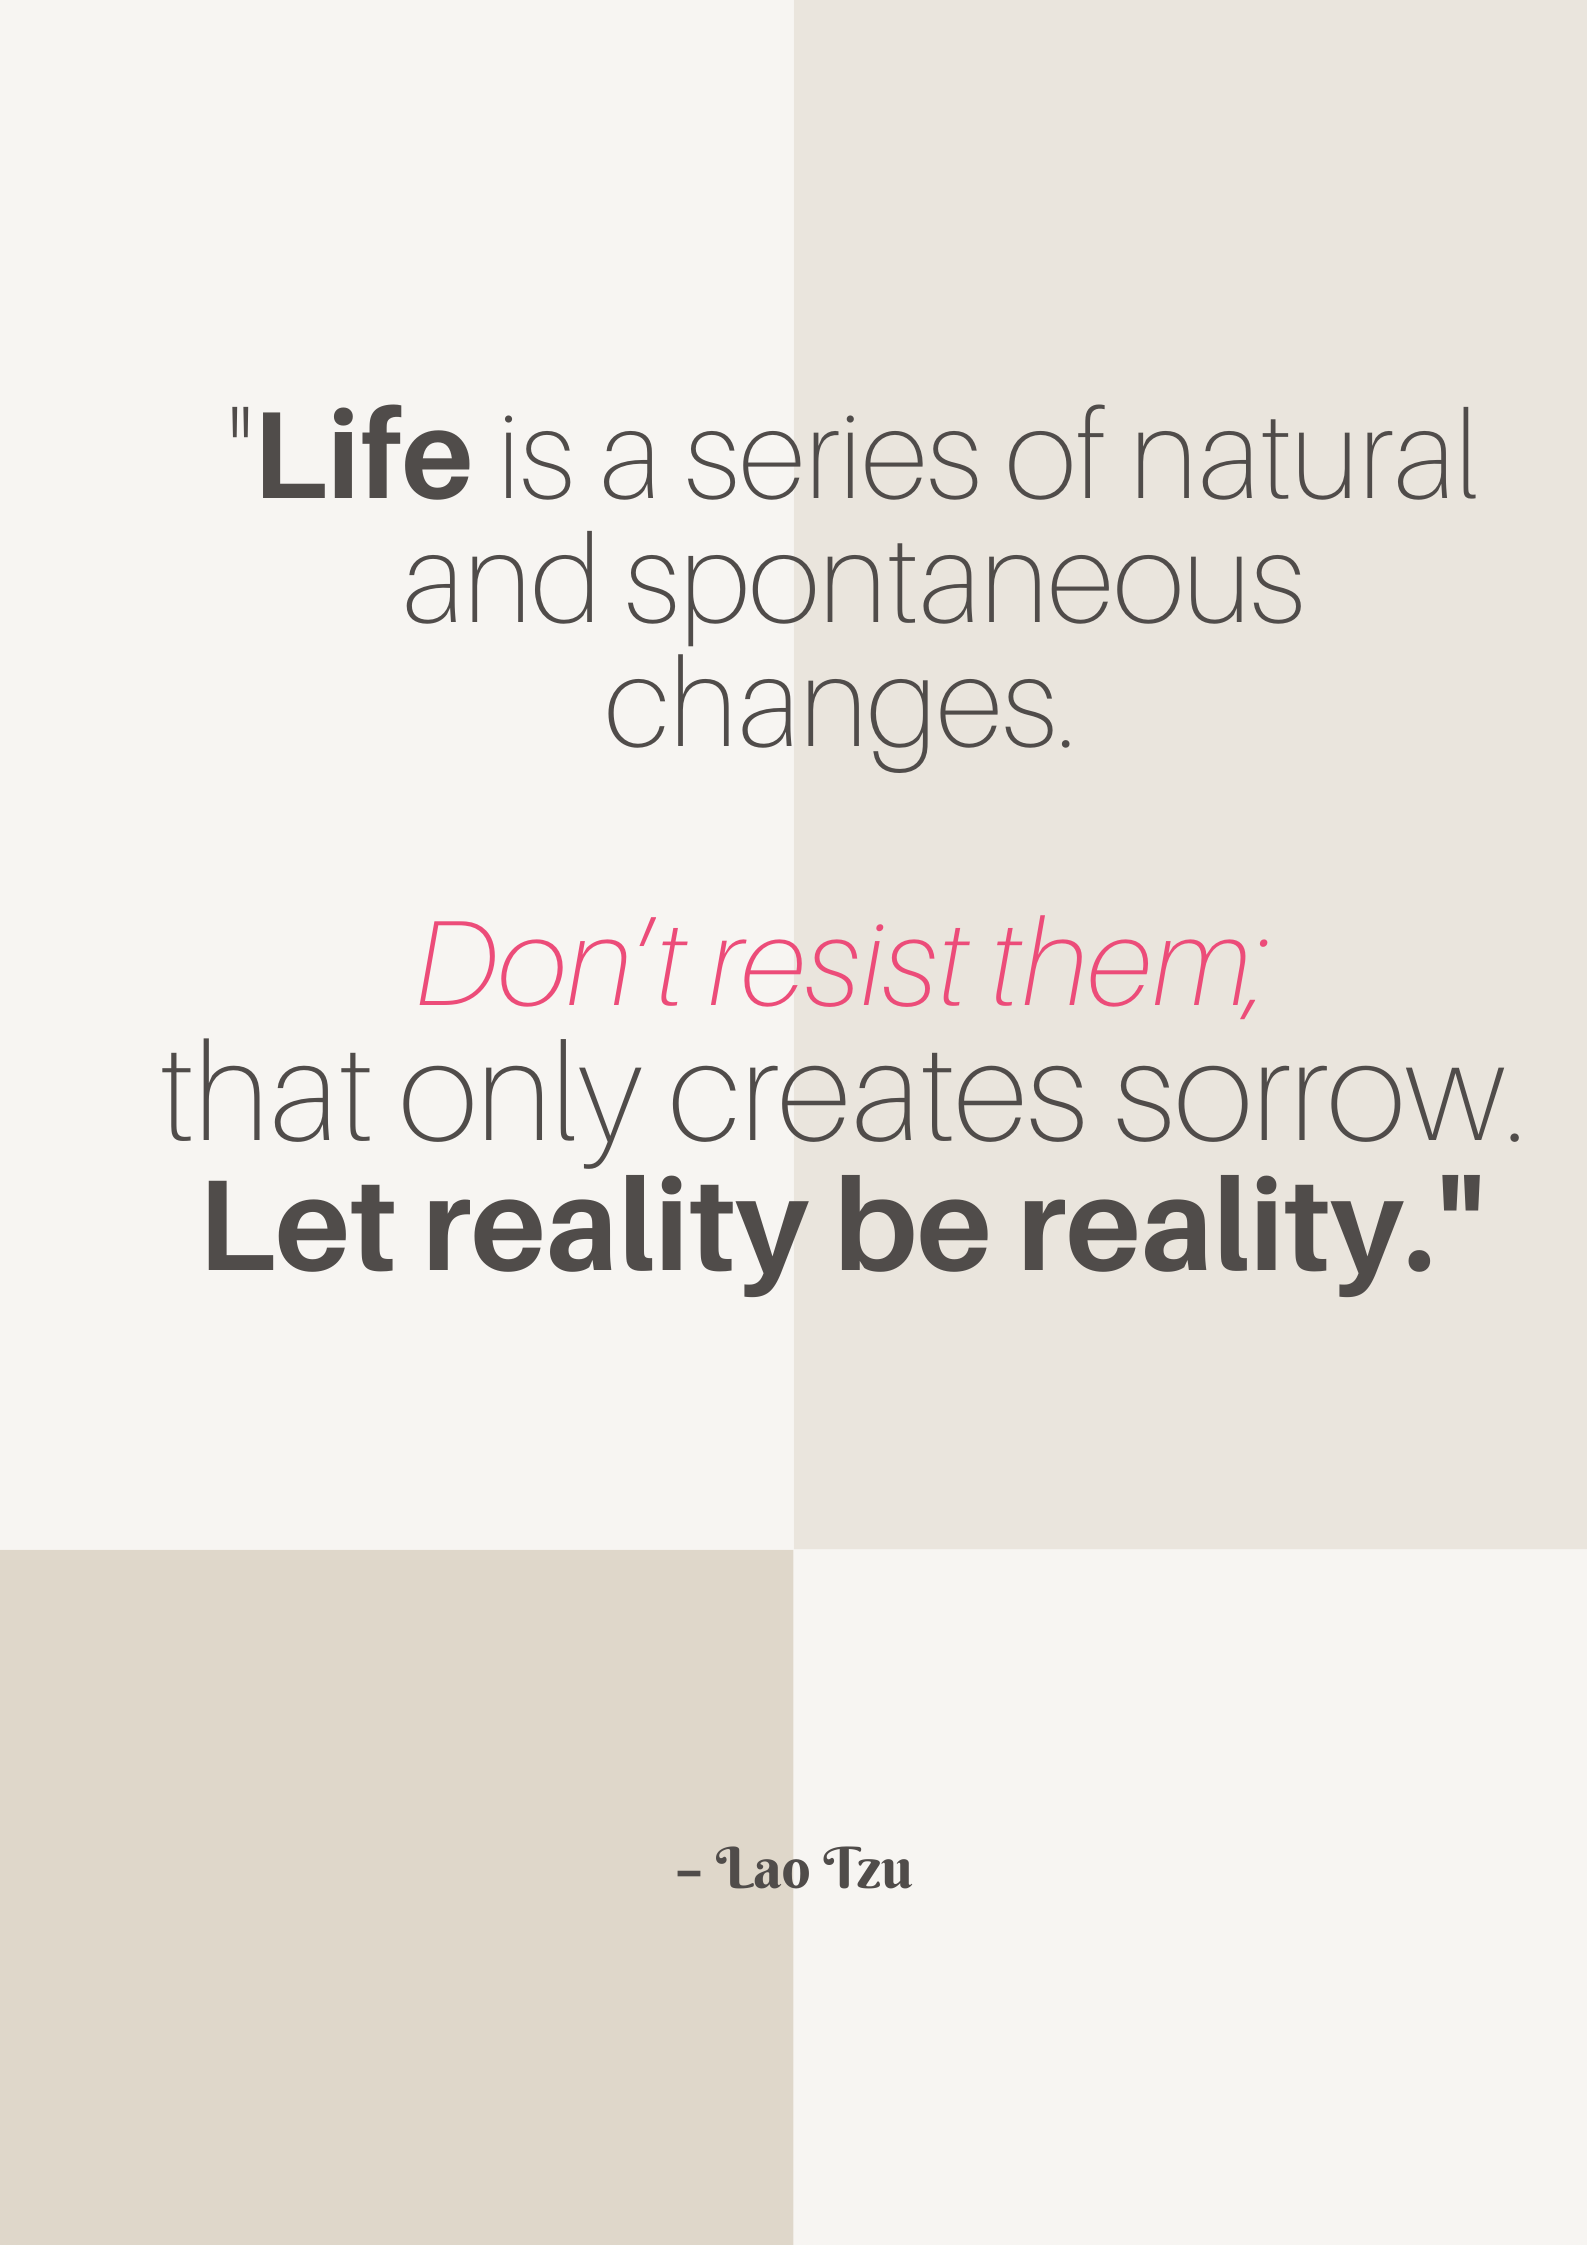 "Life is a series of natural
and spontaneous
changes.
Don’t resist them;
that only creates sorrow.
Let reality be reality."
– Lao Tzu